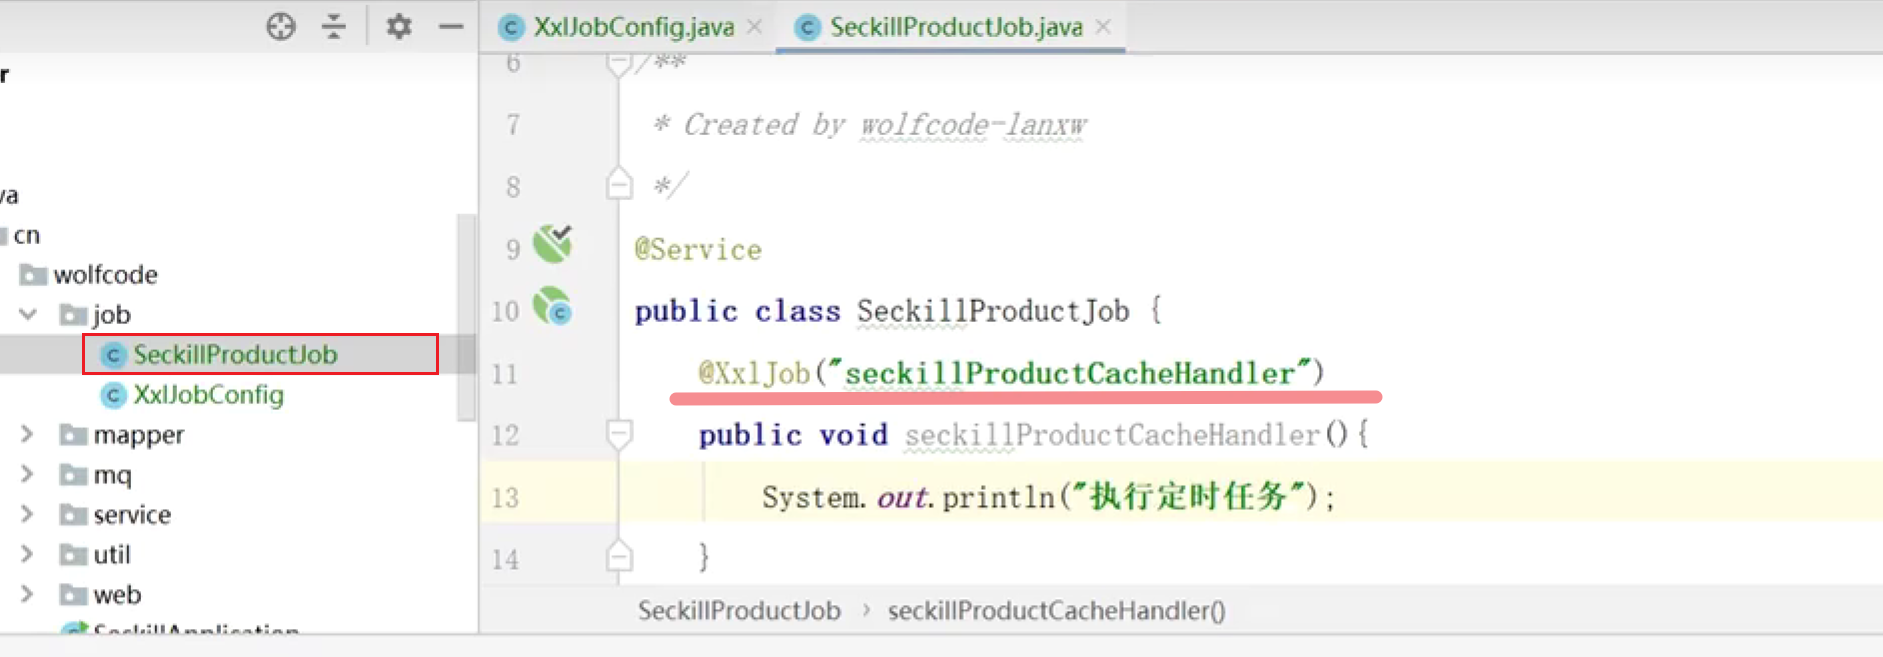 XxlJobConfig.java
SeckillProductJob.java
r
va
cn
wolfcode
job
SeckillProductJob
XxlJobConfig
mapper
mq
service
util
web
SeckillApplication
6 /**
7 * Created by wolfcode-lanxw
8 */
9 @Service
10 public class SeckillProductJob {
11 @XxlJob("seckillProductCacheHandler")
12 public void seckillProductCacheHandler(){
13 System.out.println("执行定时任务");
14 }
SeckillProductJob › seckillProductCacheHandler()